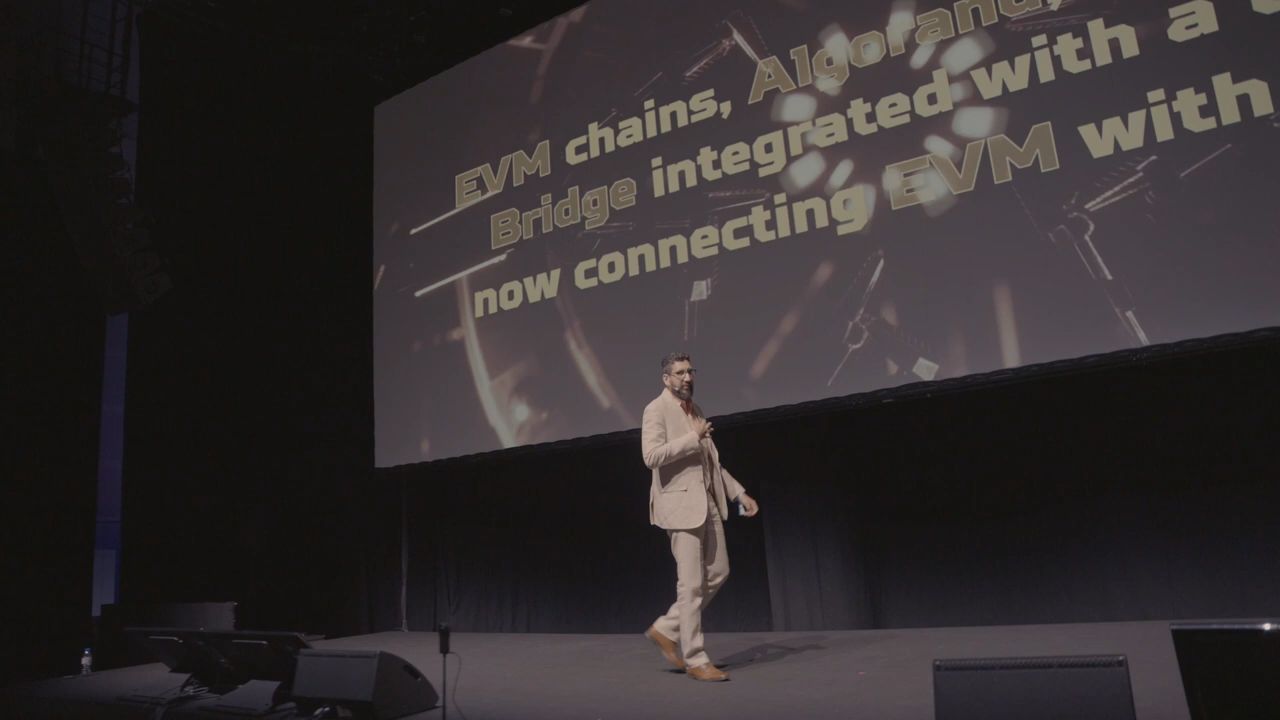 EVM chains, Algorand,
Bridge integrated with a
now connecting EVM with